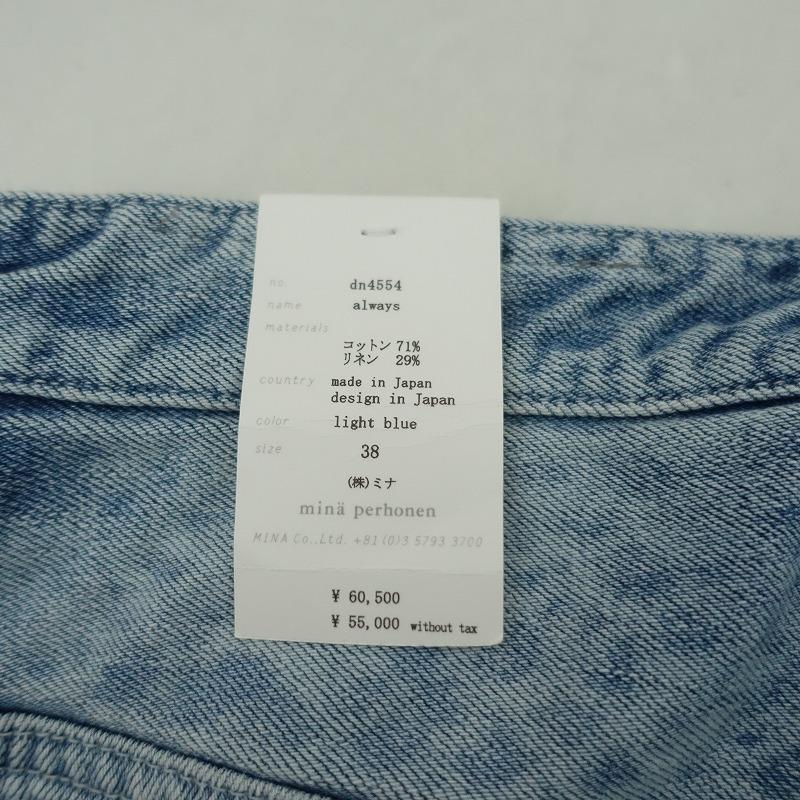 no. dn4554
name always
materials
コットン 71%
リネン 29%
country made in Japan
design in Japan
color light blue
size 38
(株)ミナ
minä perhonen
MINA Co.,Ltd. +81(0)3 5793 3700
¥ 60,500
¥ 55,000 without tax